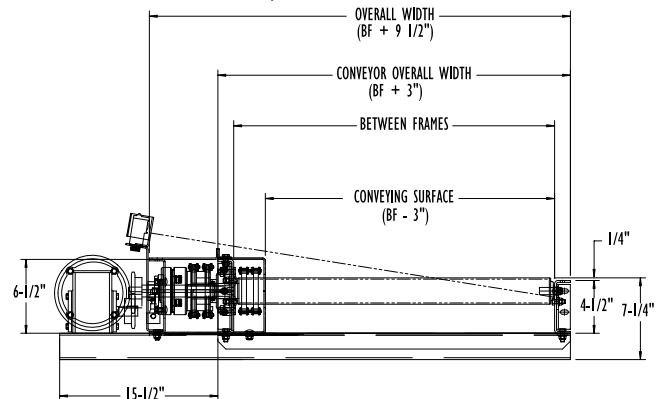 OVERALL WIDTH
(BF + 9 1/2")
CONVEYOR OVERALL WIDTH
(BF + 3")
BETWEEN FRAMES
CONVEYING SURFACE
(BF - 3")
1/4"
6-1/2"
4-1/2"
7-1/4"
15-1/2"